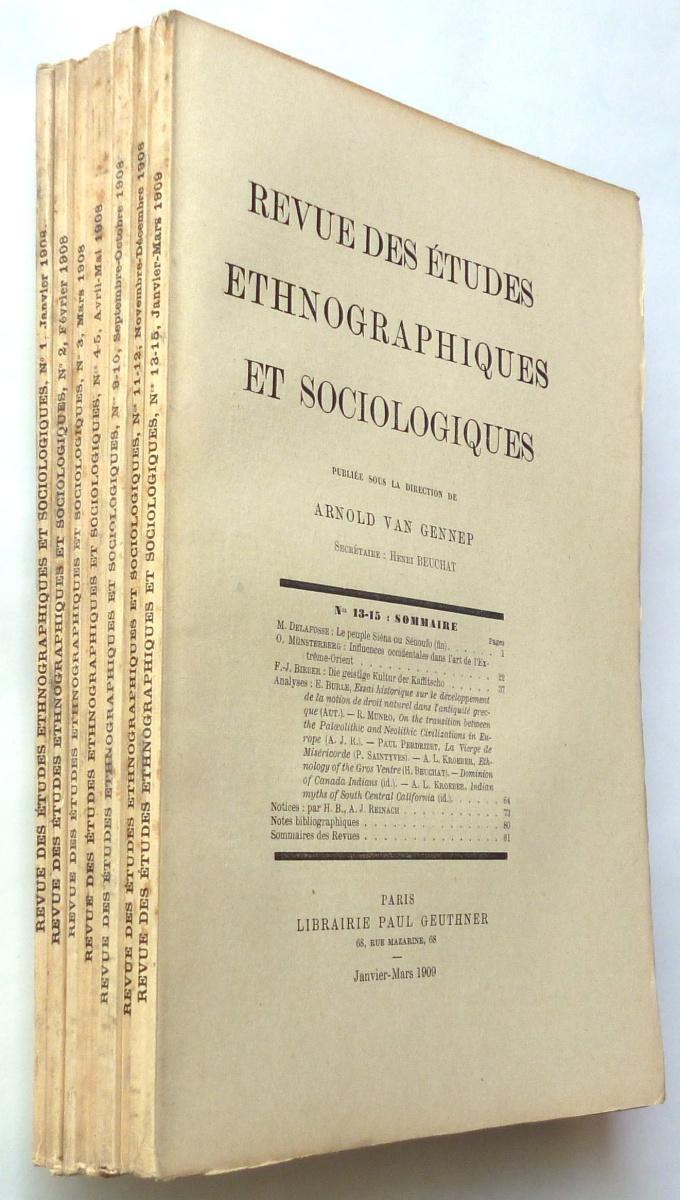 REVUE DES ÉTUDES ETHNOGRAPHIQUES ET SOCIOLOGIQUES, N° 1, Janvier 1908.
REVUE DES ÉTUDES ETHNOGRAPHIQUES ET SOCIOLOGIQUES, N° 2, Février 1908
REVUE DES ÉTUDES ETHNOGRAPHIQUES ET SOCIOLOGIQUES, N° 3, Mars 1908
REVUE DES ÉTUDES ETHNOGRAPHIQUES ET SOCIOLOGIQUES, Nos 4-5, Avril-Mai 1908
REVUE DES ÉTUDES ETHNOGRAPHIQUES ET SOCIOLOGIQUES, Nos 9-10, Septembre-Octobre 1908
REVUE DES ÉTUDES ETHNOGRAPHIQUES ET SOCIOLOGIQUES, Nos 11-12, Novembre-Décembre 1908
REVUE DES ÉTUDES ETHNOGRAPHIQUES ET SOCIOLOGIQUES, Nos 13-15, Janvier-Mars 1909
REVUE DES ÉTUDES
ETHNOGRAPHIQUES
ET SOCIOLOGIQUES
PUBLIÉE SOUS LA DIRECTION DE
ARNOLD VAN GENNEP
SECRÉTAIRE : HENRI BEUCHAT
Nos 13-15 : SOMMAIRE
Pages
M. DELAFOSSE : Le peuple Siéna ou Sénoufo (fin). . . . . . 1
O. MÜNSTERBERG : Influences occidentales dans l'art de l'Ex-
trême-Orient . . . . . . . . . . . . . . 22
F.-J. BIEBER : Die geistige Kultur der Kaffitscho . . . . . 37
Analyses : E. BURLE, Essai historique sur le développement
de la notion de droit naturel dans l'antiquité grec-
que (AUT.). — R. MUNRO, On the transition between
the Palœolithic and Neolithic Civilizations in Eu-
rope (A. J. R.). — PAUL PERDRIZET, La Vierge de
Miséricorde (P. SAINTYVES). — A. L. KROEBER, Eth-
nology of the Gros Ventre (H. BEUCHAT). — Dominion
of Canada Indians (id.). — A. L. KROEBER, Indian
myths of South Central California (id.). . . . . . . 64
Notices : par H. B., A. J. REINACH . . . . . . . . . . 73
Notes bibliographiques . . . . . . . . . . . . . . 80
Sommaires des Revues . . . . . . . . . . . . . . 81
PARIS
LIBRAIRIE PAUL GEUTHNER
68, RUE MAZARINE, 68
Janvier-Mars 1909